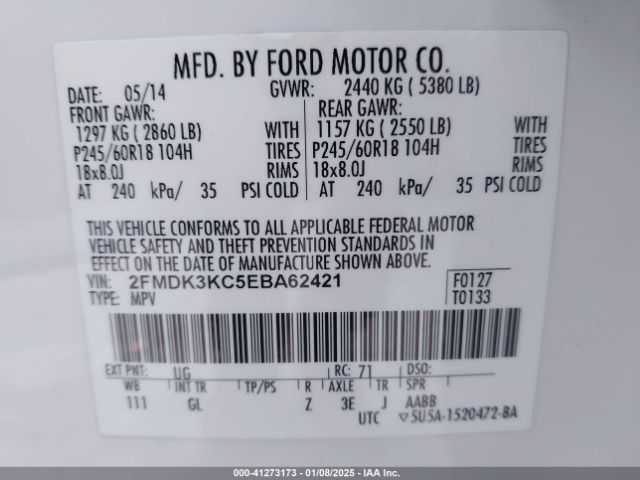 MFD. BY FORD MOTOR CO.
DATE: 05/14 GVWR: 2440 KG ( 5380 LB)
FRONT GAWR: REAR GAWR:
1297 KG ( 2860 LB) WITH 1157 KG ( 2550 LB) WITH
P245/60R18 104H TIRES P245/60R18 104H TIRES
18x8.0J RIMS 18x8.0J RIMS
AT 240 kPa/ 35 PSI COLD AT 240 kPa/ 35 PSI COLD
THIS VEHICLE CONFORMS TO ALL APPLICABLE FEDERAL MOTOR
VEHICLE SAFETY AND THEFT PREVENTION STANDARDS IN
EFFECT ON THE DATE OF MANUFACTURE SHOWN ABOVE.
VIN: 2FMDK3KC5EBA62421 F0127
TYPE: MPV T0133
EXT PNT: UG RC: 71 DSO:
WB INT TR TP/PS R AXLE TR SPR
111 GL Z 3E J AABB
UTC ▽5U5A-1520472-BA
© COPART - 41273173 - 01/08/2025 - IAA Inc.